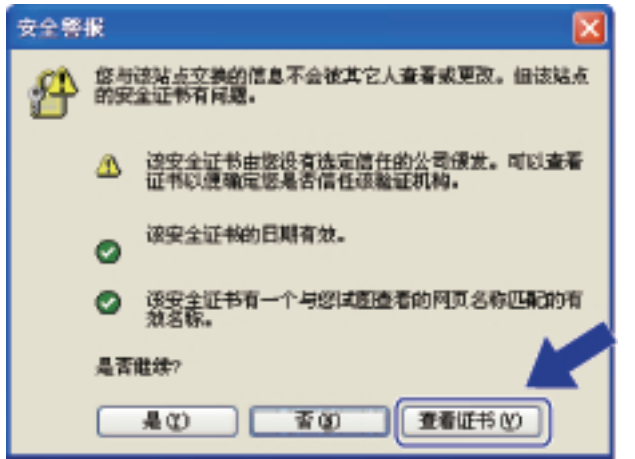 安全警报
您与该站点交换的信息不会被其它人查看或更改。但该站点
的安全证书有问题。
该安全证书由您没有选定信任的公司颁发。可以查看
证书以便确定您是否信任该验证机构。
该安全证书的日期有效。
该安全证书有一个与您试图查看的网页名称匹配的有
效名称。
是否继续?
是(Y)
否(N)
查看证书(V)